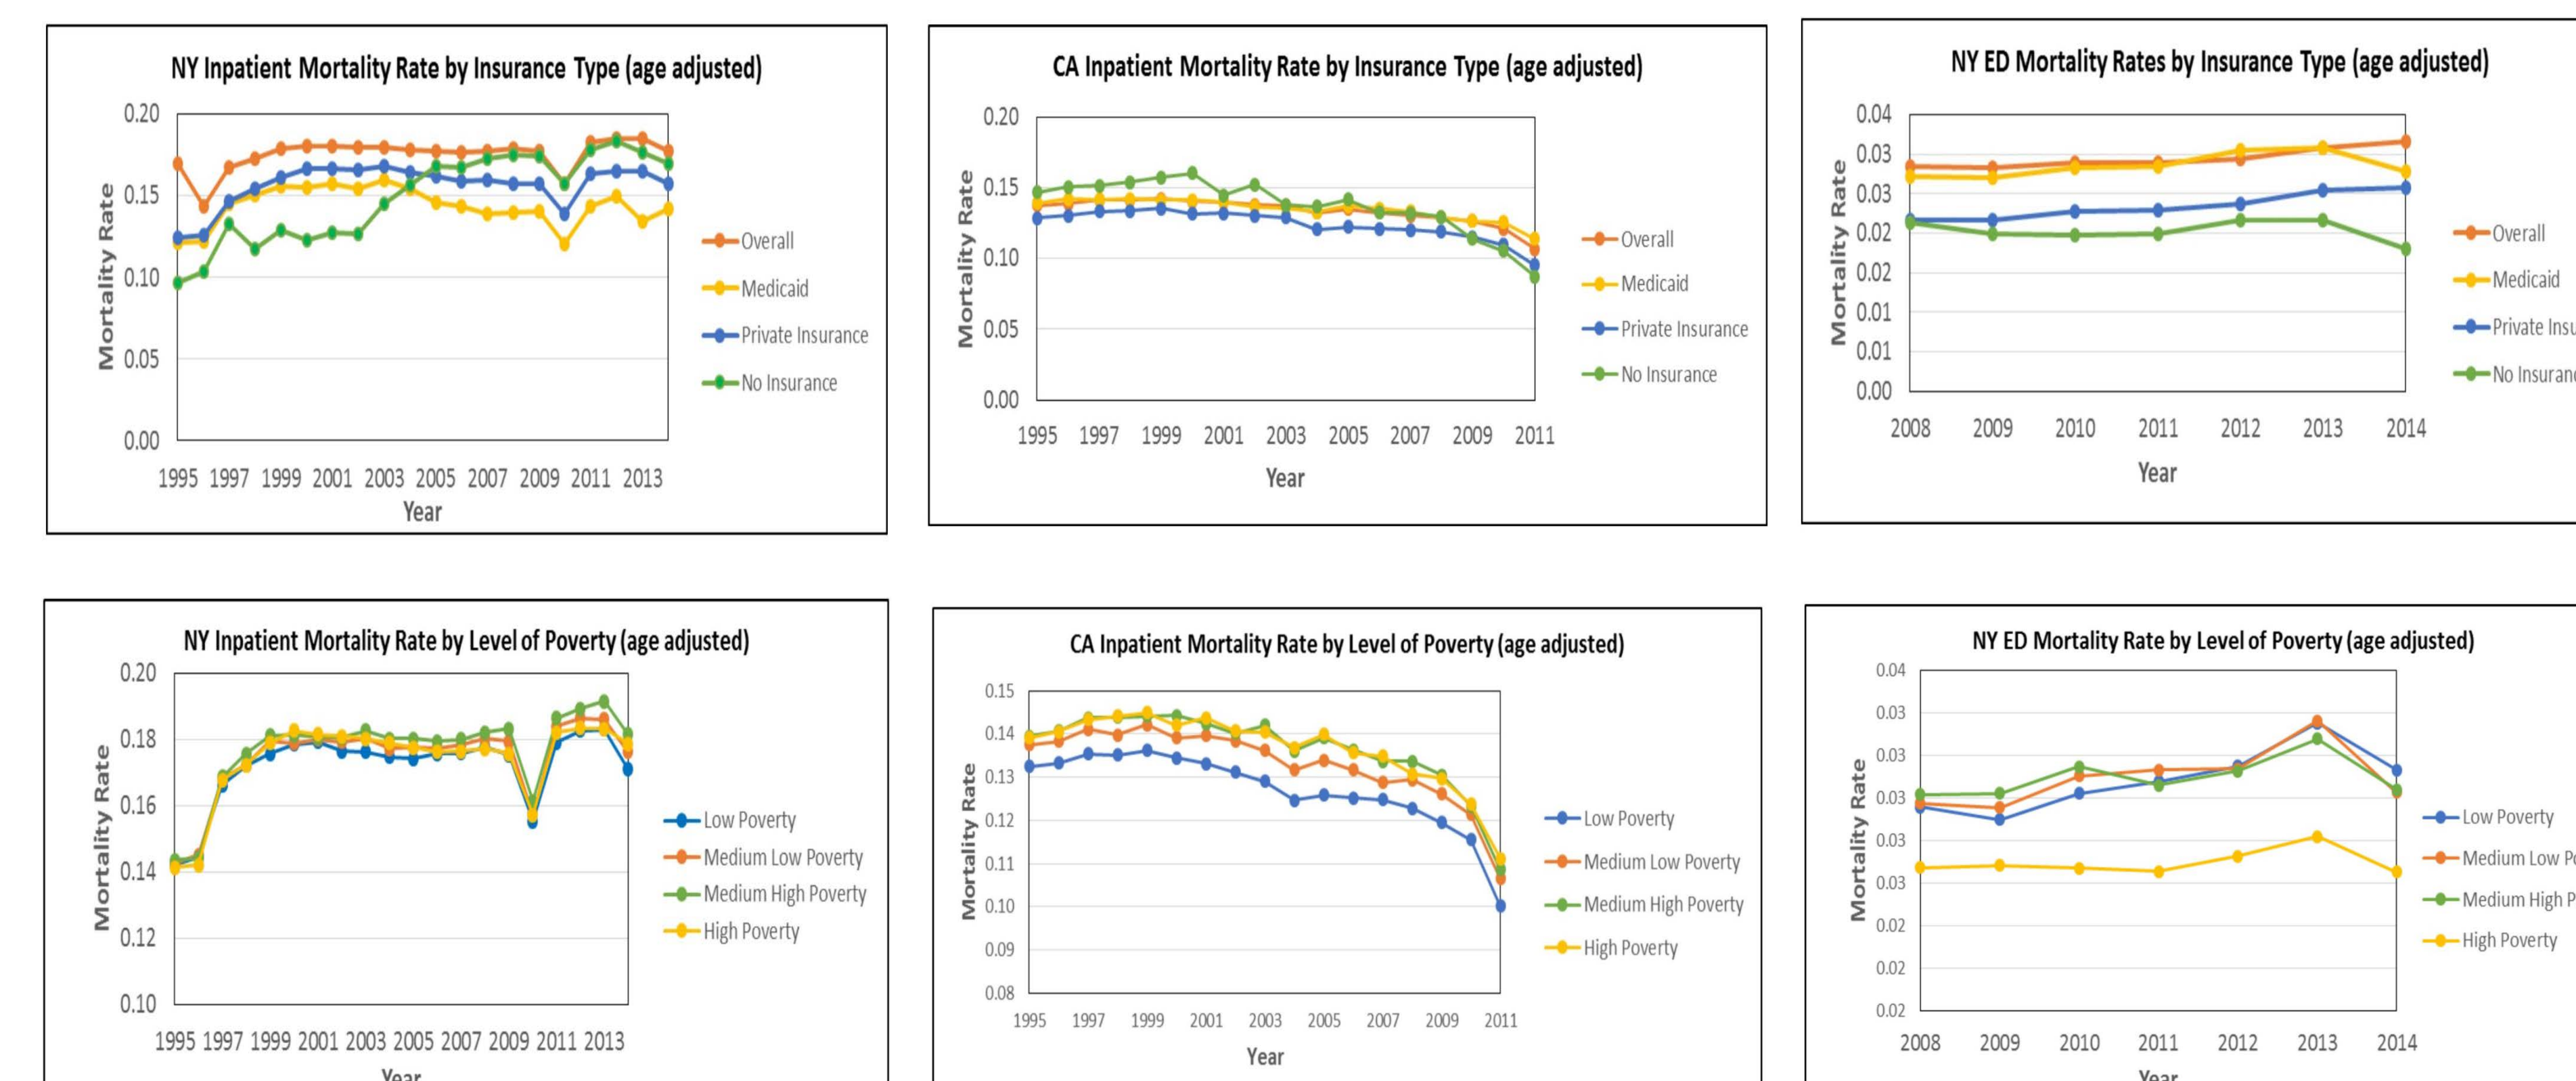 NY Inpatient Mortality Rate by Insurance Type (age adjusted)
0.20
0.15
0.10
0.05
0.00
Mortality Rate
1995 1997 1999 2001 2003 2005 2007 2009 2011 2013
Year
Overall
Medicaid
Private Insurance
No Insurance
CA Inpatient Mortality Rate by Insurance Type (age adjusted)
0.20
0.15
0.10
0.05
0.00
Mortality Rate
1995 1997 1999 2001 2003 2005 2007 2009 2011
Year
Overall
Medicaid
Private Insurance
No Insurance
NY ED Mortality Rates by Insurance Type (age adjusted)
0.04
0.03
0.03
0.02
0.02
0.01
0.01
0.00
Mortality Rate
2008 2009 2010 2011 2012 2013 2014
Year
Overall
Medicaid
Private Insu
No Insuran
NY Inpatient Mortality Rate by Level of Poverty (age adjusted)
0.20
0.18
0.16
0.14
0.12
0.10
Mortality Rate
1995 1997 1999 2001 2003 2005 2007 2009 2011 2013
Year
Low Poverty
Medium Low Poverty
Medium High Poverty
High Poverty
CA Inpatient Mortality Rate by Level of Poverty (age adjusted)
0.15
0.14
0.13
0.12
0.11
0.10
0.09
0.08
Mortality Rate
1995 1997 1999 2001 2003 2005 2007 2009 2011
Year
Low Poverty
Medium Low Poverty
Medium High Poverty
High Poverty
NY ED Mortality Rate by Level of Poverty (age adjusted)
0.04
0.03
0.03
0.03
0.03
0.03
0.02
0.02
0.02
Mortality Rate
2008 2009 2010 2011 2012 2013 2014
Year
Low Poverty
Medium Low P
Medium High P
High Poverty